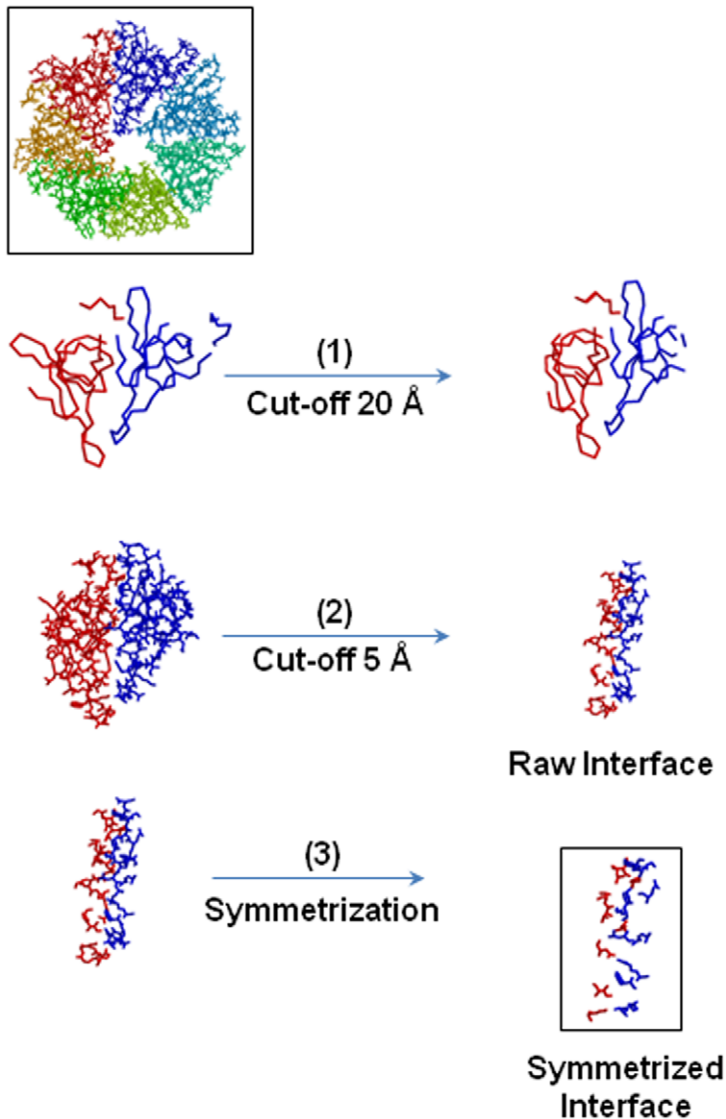 (1)
Cut-off 20 Å
(2)
Cut-off 5 Å
Raw Interface
(3)
Symmetrization
Symmetrized
Interface